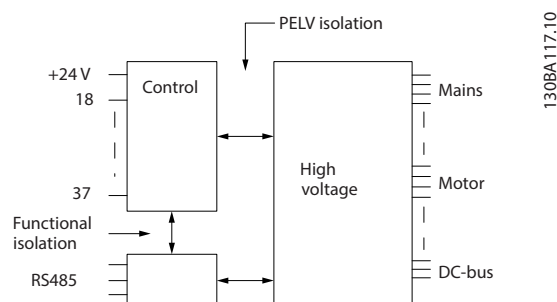 PELV isolation
+24 V
18
37
Control
High
voltage
Mains
Motor
DC-bus
Functional
isolation
RS485
130BA117.10